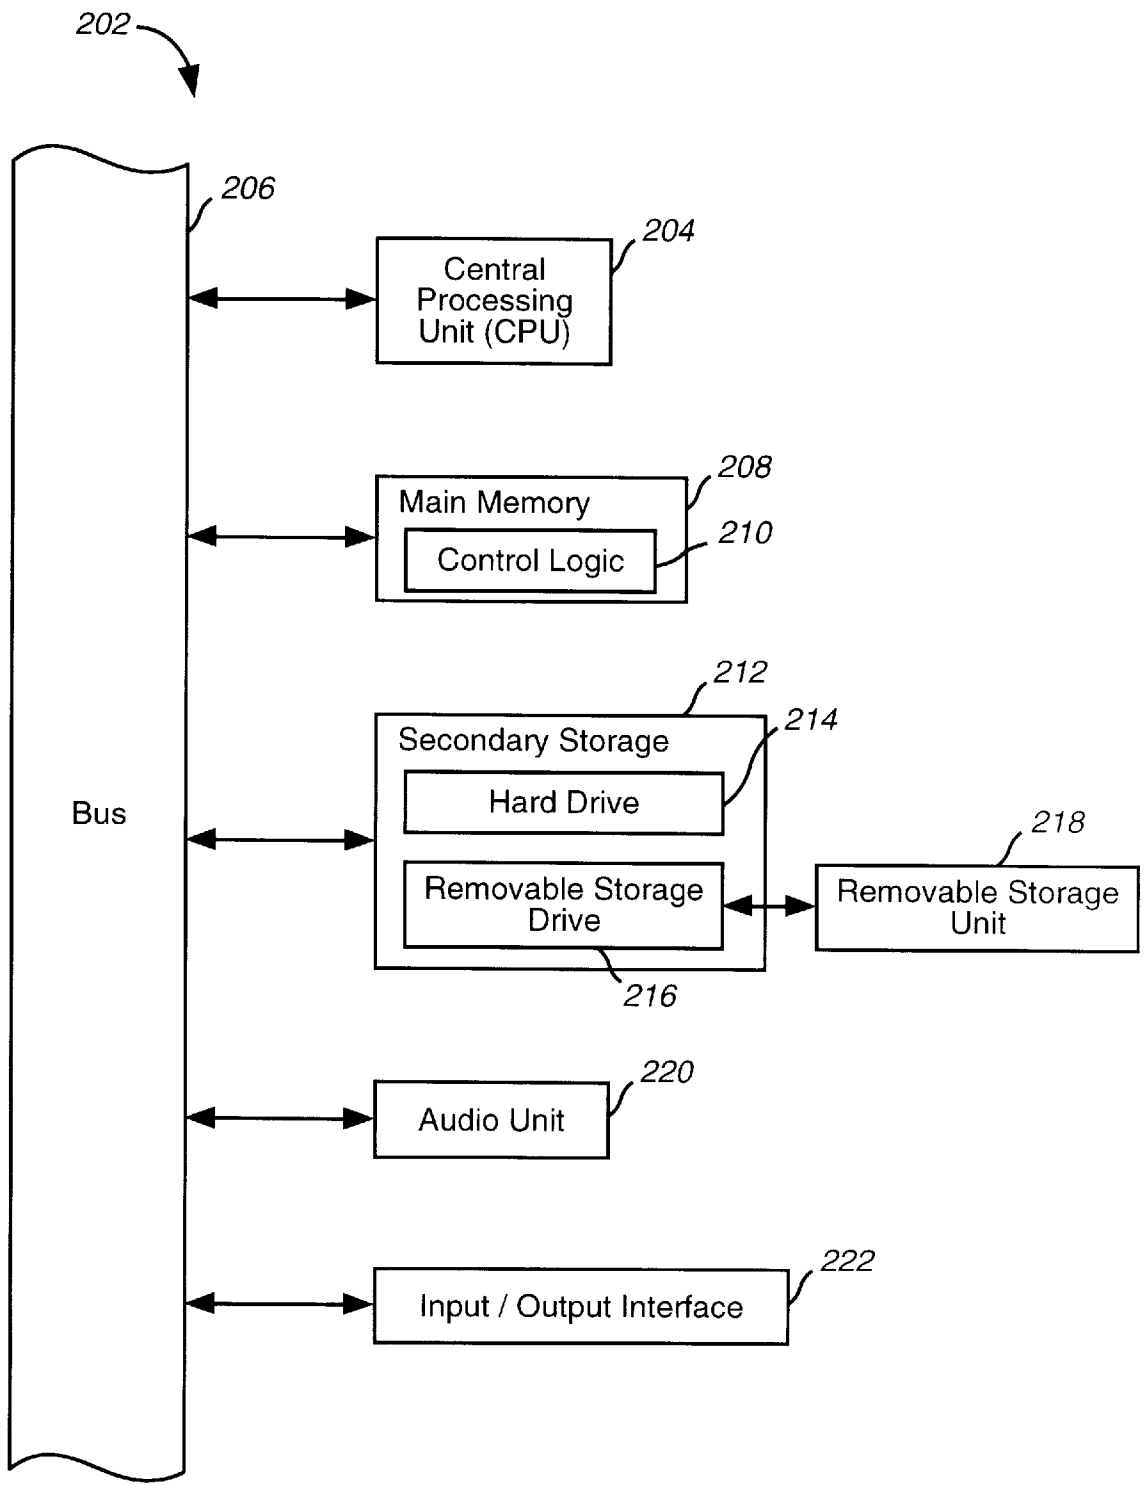 202
206
204
Central
Processing
Unit (CPU)
208
Main Memory
210
Control Logic
212
214
Secondary Storage
Hard Drive
Bus
218
Removable Storage
Drive
Removable Storage
Unit
216
220
Audio Unit
222
Input / Output Interface